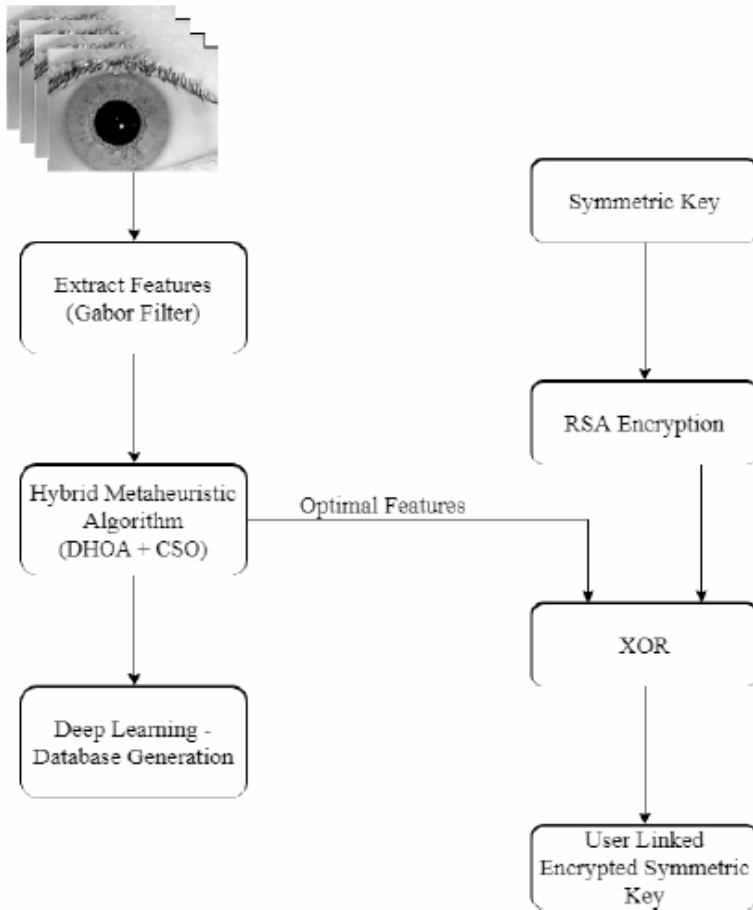 Symmetric Key
Extract Features
(Gabor Filter)
RSA Encryption
Hybrid Metaheuristic
Algorithm
(DHOA + CSO)
Optimal Features
XOR
Deep Learning -
Database Generation
User Linked
Encrypted Symmetric
Key